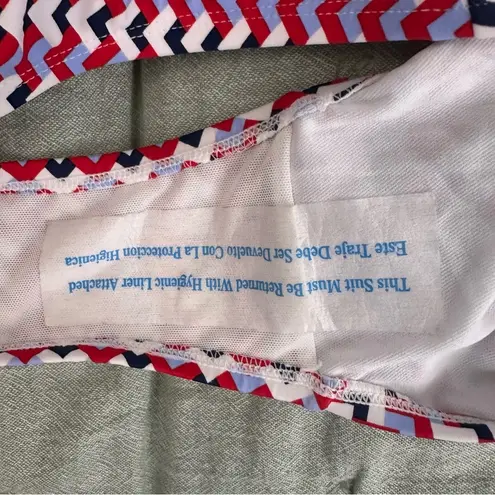 This Suit Must Be Returned With Hygienic Liner Attached
Este Traje Debe Ser Devuelto Con La Proteccion Higienica